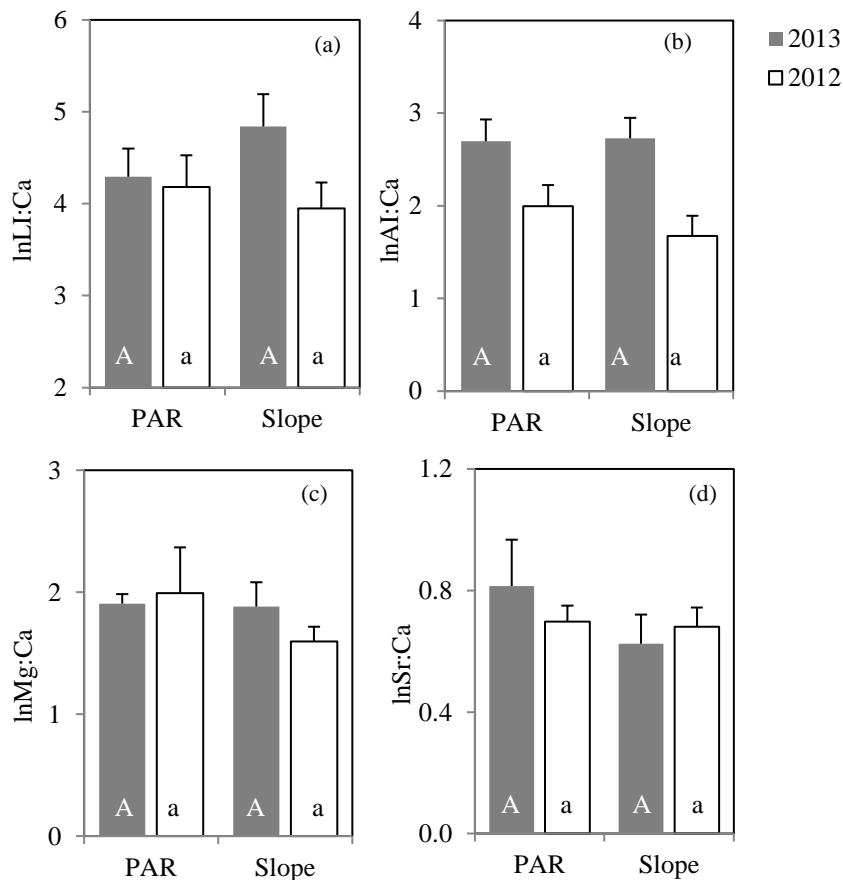 (a)
6
5
4
3
2
lnLI:Ca
A a A a
PAR Slope
(b)
4
3
2
1
0
lnAI:Ca
A a A a
PAR Slope
2013
2012
(c)
3
2
1
0
lnMg:Ca
A a A a
PAR Slope
(d)
1.2
0.8
0.4
0.0
lnSr:Ca
A a A a
PAR Slope